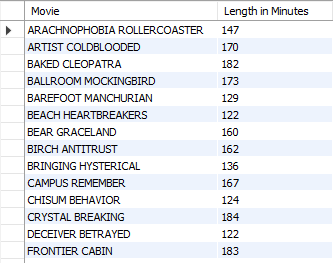 Movie Length in Minutes
ARACHNOPHOBIA ROLLERCOASTER 147
ARTIST COLDBLOODED 170
BAKED CLEOPATRA 182
BALLROOM MOCKINGBIRD 173
BAREFOOT MANCHURIAN 129
BEACH HEARTBREAKERS 122
BEAR GRACELAND 160
BIRCH ANTITRUST 162
BRINGING HYSTERICAL 136
CAMPUS REMEMBER 167
CHISUM BEHAVIOR 124
CRYSTAL BREAKING 184
DECEIVER BETRAYED 122
FRONTIER CABIN 183